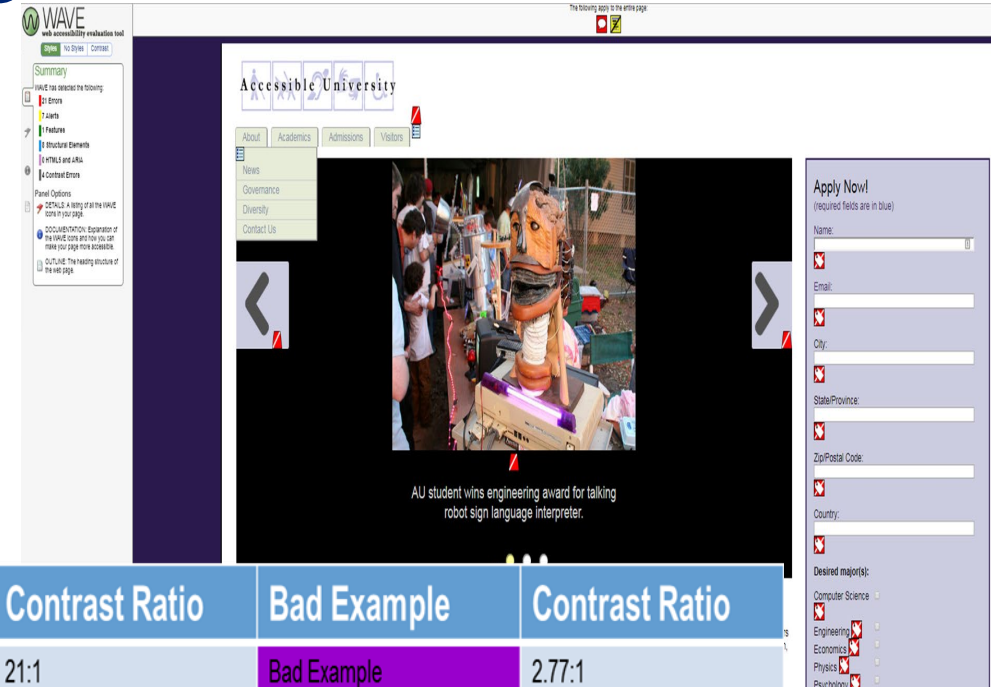 The following apply to the entire page:
WAVE
web accessibility evaluation tool
Styles No Styles Contrast
Summary
WAVE has detected the following:
21 Errors
7 Alerts
1 Features
8 Structural Elements
0 HTML5 and ARIA
4 Contrast Errors
Panel Options
DETAILS: A listing of all the WAVE
icons in your page.
DOCUMENTATION: Explanation of
the WAVE icons and how you can
make your page more accessible.
OUTLINE: The heading structure of
the web page.
Accessible University
About Academics Admissions Visitors
News
Governance
Diversity
Contact Us
AU student wins engineering award for talking
robot sign language interpreter.
Apply Now!
(required fields are in blue)
Name:
Email:
City:
State/Province:
Zip/Postal Code:
Country:
Desired major(s):
Computer Science
Engineering
Economics
Physics
Psychology
Contrast Ratio Bad Example Contrast Ratio
21:1 Bad Example 2.77:1